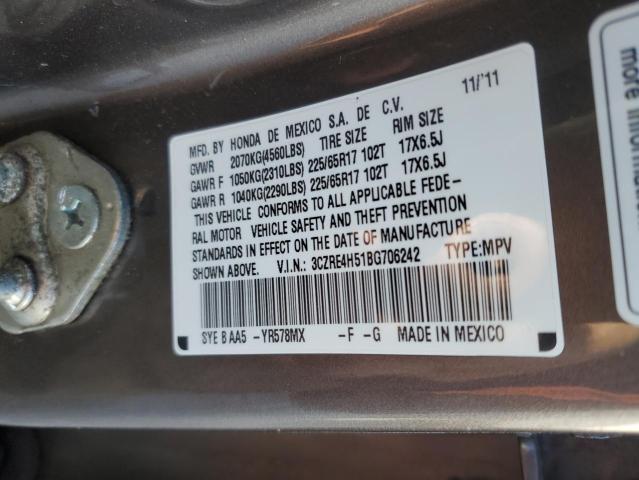 11/'11
MFD. BY HONDA DE MEXICO S.A. DE C.V.
GVWR 2070KG(4560LBS) TIRE SIZE RIM SIZE
GAWR F 1050KG(2310LBS) 225/65R17 102T 17X6.5J
GAWR R 1040KG(2290LBS) 225/65R17 102T 17X6.5J
THIS VEHICLE CONFORMS TO ALL APPLICABLE FEDE-
RAL MOTOR VEHICLE SAFETY AND THEFT PREVENTION
STANDARDS IN EFFECT ON THE DATE OF MANUFACTURE
SHOWN ABOVE. V.I.N.: 3CZRE4H51BG706242 TYPE:MPV
SYE B AA5 -YR578MX -F -G MADE IN MEXICO
more